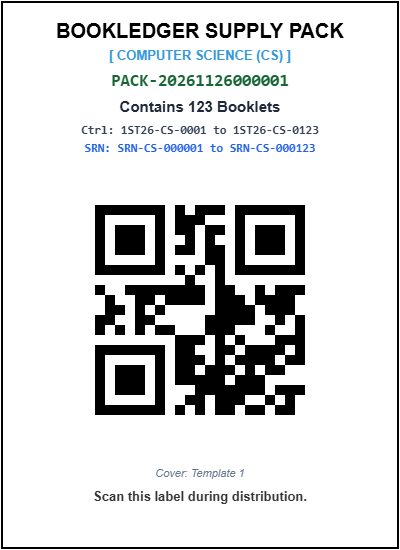 BOOKLEDGER SUPPLY PACK
[ COMPUTER SCIENCE (CS) ]
PACK-20261126000001
Contains 123 Booklets
Ctrl: 1ST26-CS-0001 to 1ST26-CS-0123
SRN: SRN-CS-000001 to SRN-CS-000123
Cover: Template 1
Scan this label during distribution.